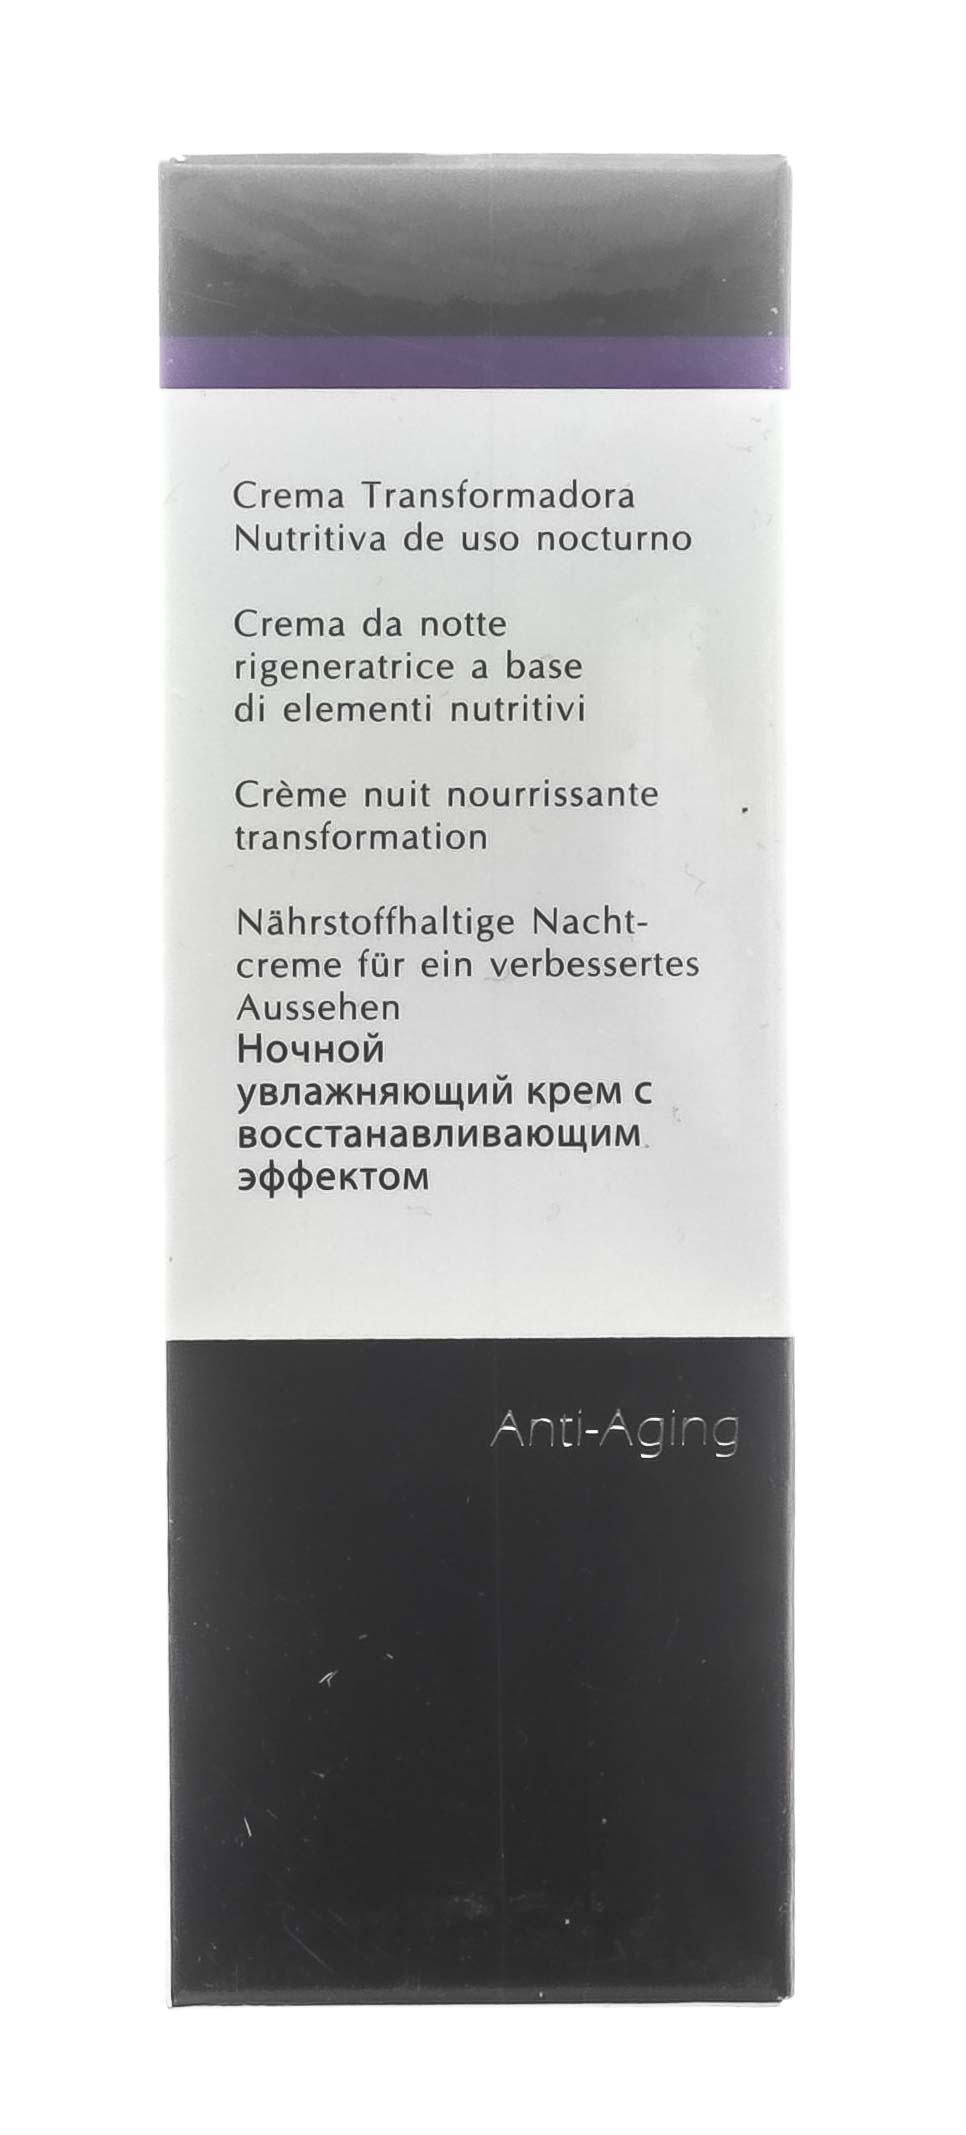 Crema Transformadora
Nutritiva de uso nocturno
Crema da notte
rigeneratrice a base
di elementi nutritivi
Crème nuit nourrissante
transformation
Nährstoffhaltige Nacht-
creme für ein verbessertes
Aussehen
Ночной
увлажняющий крем с
восстанавливающим
эффектом
Anti-Aging